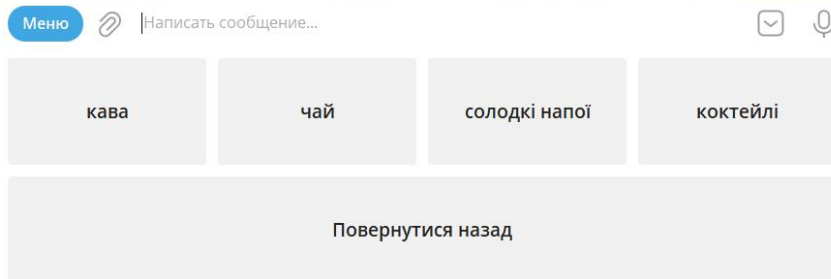 Меню Написать сообщение...
кава чай солодкі напої коктейлі
Повернутися назад